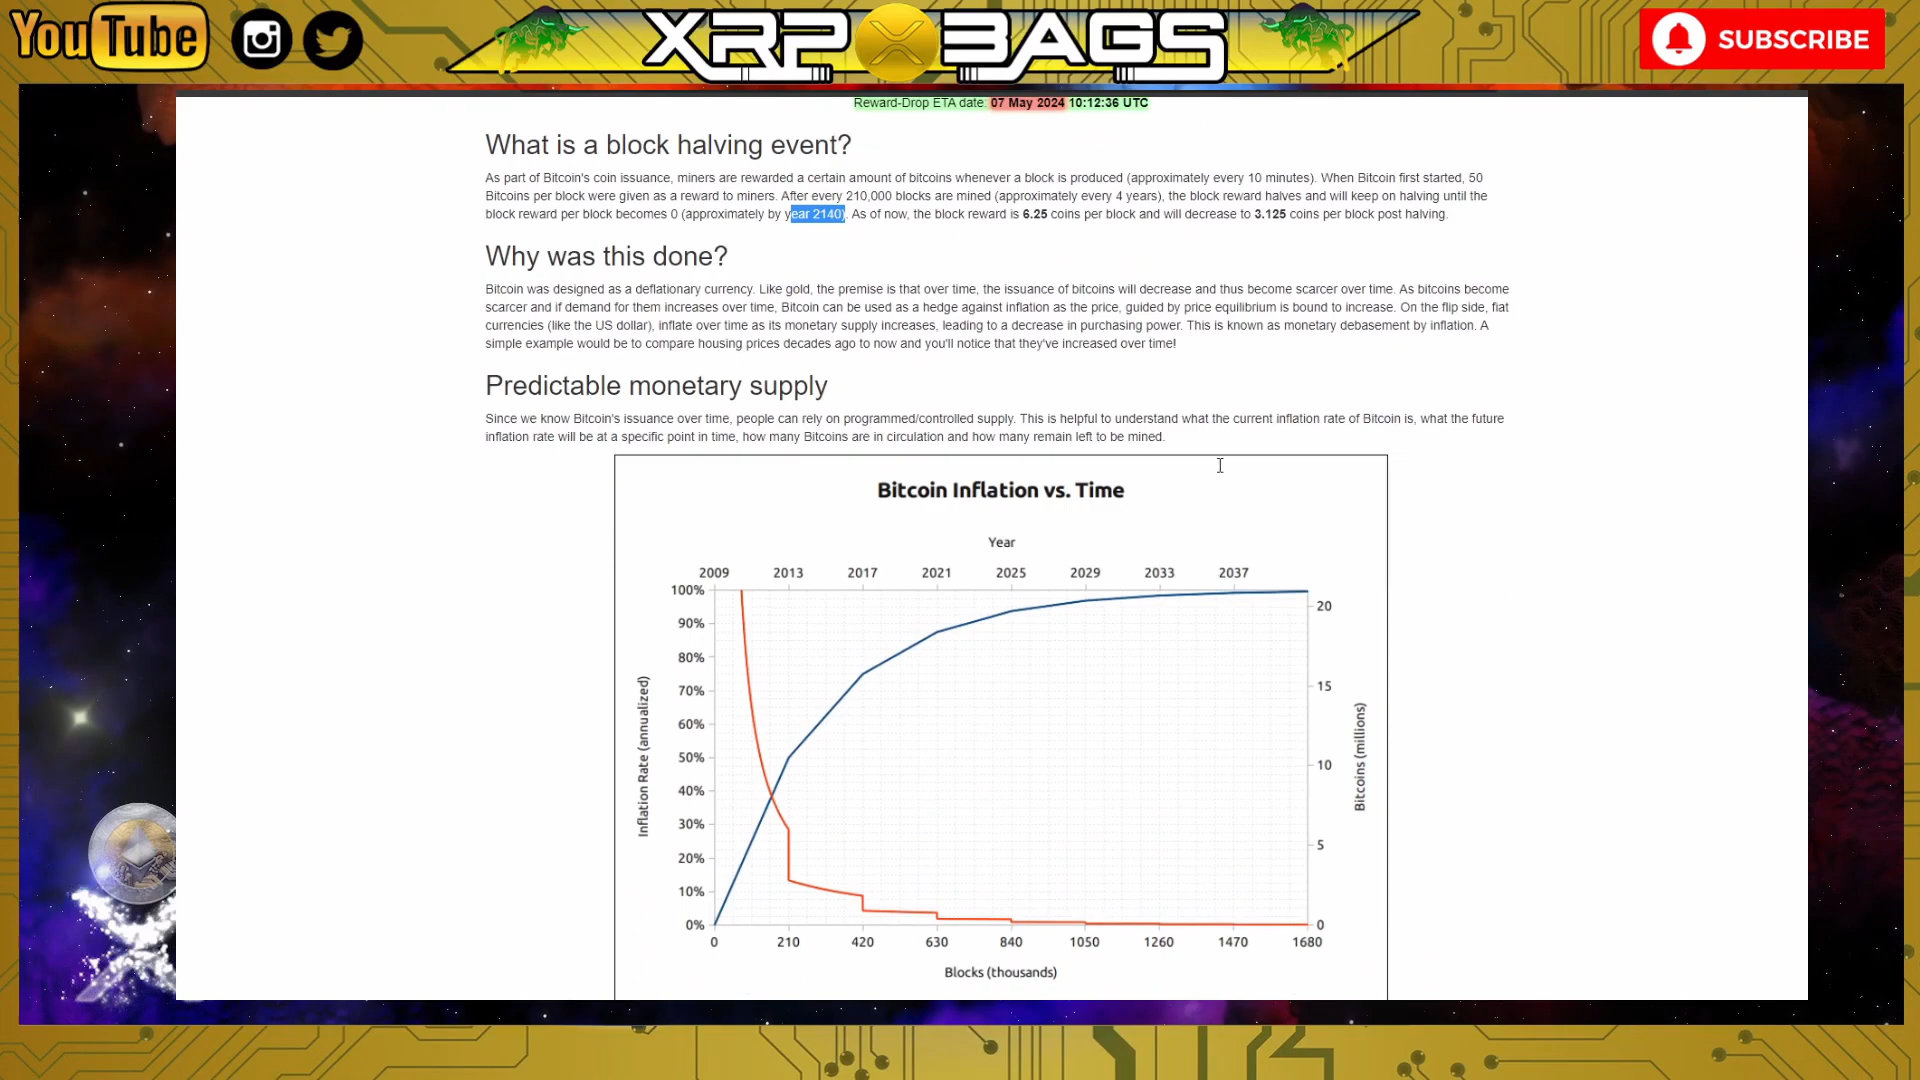 YouTube
XRP BAGS
SUBSCRIBE
Reward-Drop ETA date: 07 May 2024 10:12:36 UTC
What is a block halving event?
As part of Bitcoin's coin issuance, miners are rewarded a certain amount of bitcoins whenever a block is produced (approximately every 10 minutes). When Bitcoin first started, 50
Bitcoins per block were given as a reward to miners. After every 210,000 blocks are mined (approximately every 4 years), the block reward halves and will keep on halving until the
block reward per block becomes 0 (approximately by year 2140). As of now, the block reward is 6.25 coins per block and will decrease to 3.125 coins per block post halving.
Why was this done?
Bitcoin was designed as a deflationary currency. Like gold, the premise is that over time, the issuance of bitcoins will decrease and thus become scarcer over time. As bitcoins become
scarcer and if demand for them increases over time, Bitcoin can be used as a hedge against inflation as the price, guided by price equilibrium is bound to increase. On the flip side, fiat
currencies (like the US dollar), inflate over time as its monetary supply increases, leading to a decrease in purchasing power. This is known as monetary debasement by inflation. A
simple example would be to compare housing prices decades ago to now and you'll notice that they've increased over time!
Predictable monetary supply
Since we know Bitcoin's issuance over time, people can rely on programmed/controlled supply. This is helpful to understand what the current inflation rate of Bitcoin is, what the future
inflation rate will be at a specific point in time, how many Bitcoins are in circulation and how many remain left to be mined.
Bitcoin Inflation vs. Time
Year
2009 2013 2017 2021 2025 2029 2033 2037
100%
90%
80%
70%
60%
50%
40%
30%
20%
10%
0%
Inflation Rate (annualized)
20
15
10
5
0
Bitcoins (millions)
0 210 420 630 840 1050 1260 1470 1680
Blocks (thousands)